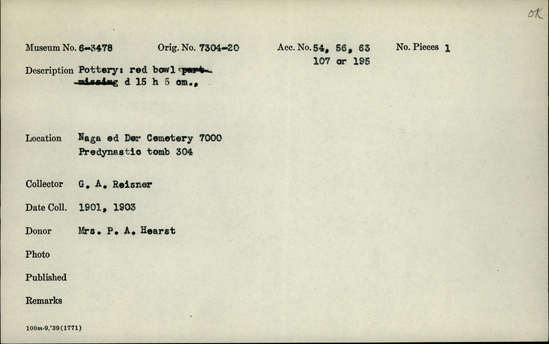 OK
Museum No. 6-3478 Orig. No. 7304-20 Acc. No. 54, 56, 63 No. Pieces 1
107 or 195
Description Pottery: red bowl part
missing d 15 h 5 cm.,
Location Naga ed Der Cemetery 7000
Predynastic tomb 304
Collector G. A. Reisner
Date Coll. 1901, 1903
Donor Mrs. P. A. Hearst
Photo
Published
Remarks
100m-9,'39(1771)